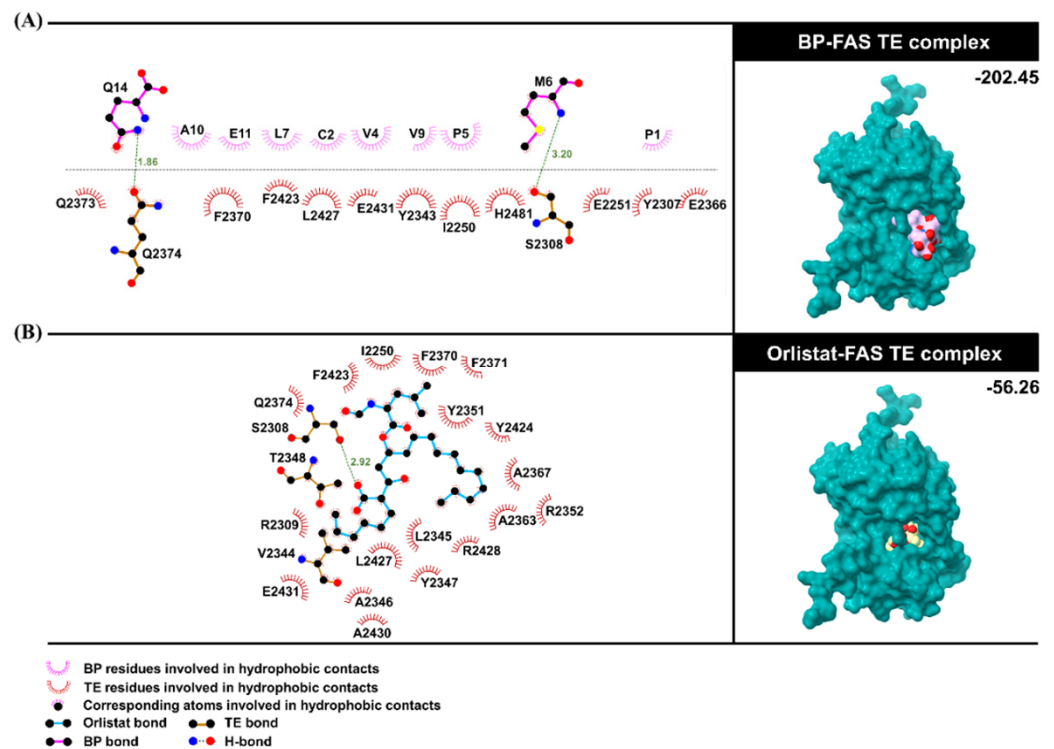 (A)
BP-FAS TE complex
-202.45
Q14
M6
A10
E11
L7
C2
V4
V9
P5
P1
1.86
3.20
Q2373
F2370
F2423
L2427
E2431
Y2343
I2250
H2481
E2251
Y2307
E2366
Q2374
S2308
(B)
Orlistat-FAS TE complex
-56.26
I2250
F2370
F2371
F2423
Q2374
Y2351
S2308
Y2424
2.92
T2348
A2367
R2352
R2309
A2363
L2345
V2344
R2428
L2427
Y2347
E2431
A2346
A2430
BP residues involved in hydrophobic contacts
TE residues involved in hydrophobic contacts
Corresponding atoms involved in hydrophobic contacts
Orlistat bond
TE bond
BP bond
H-bond